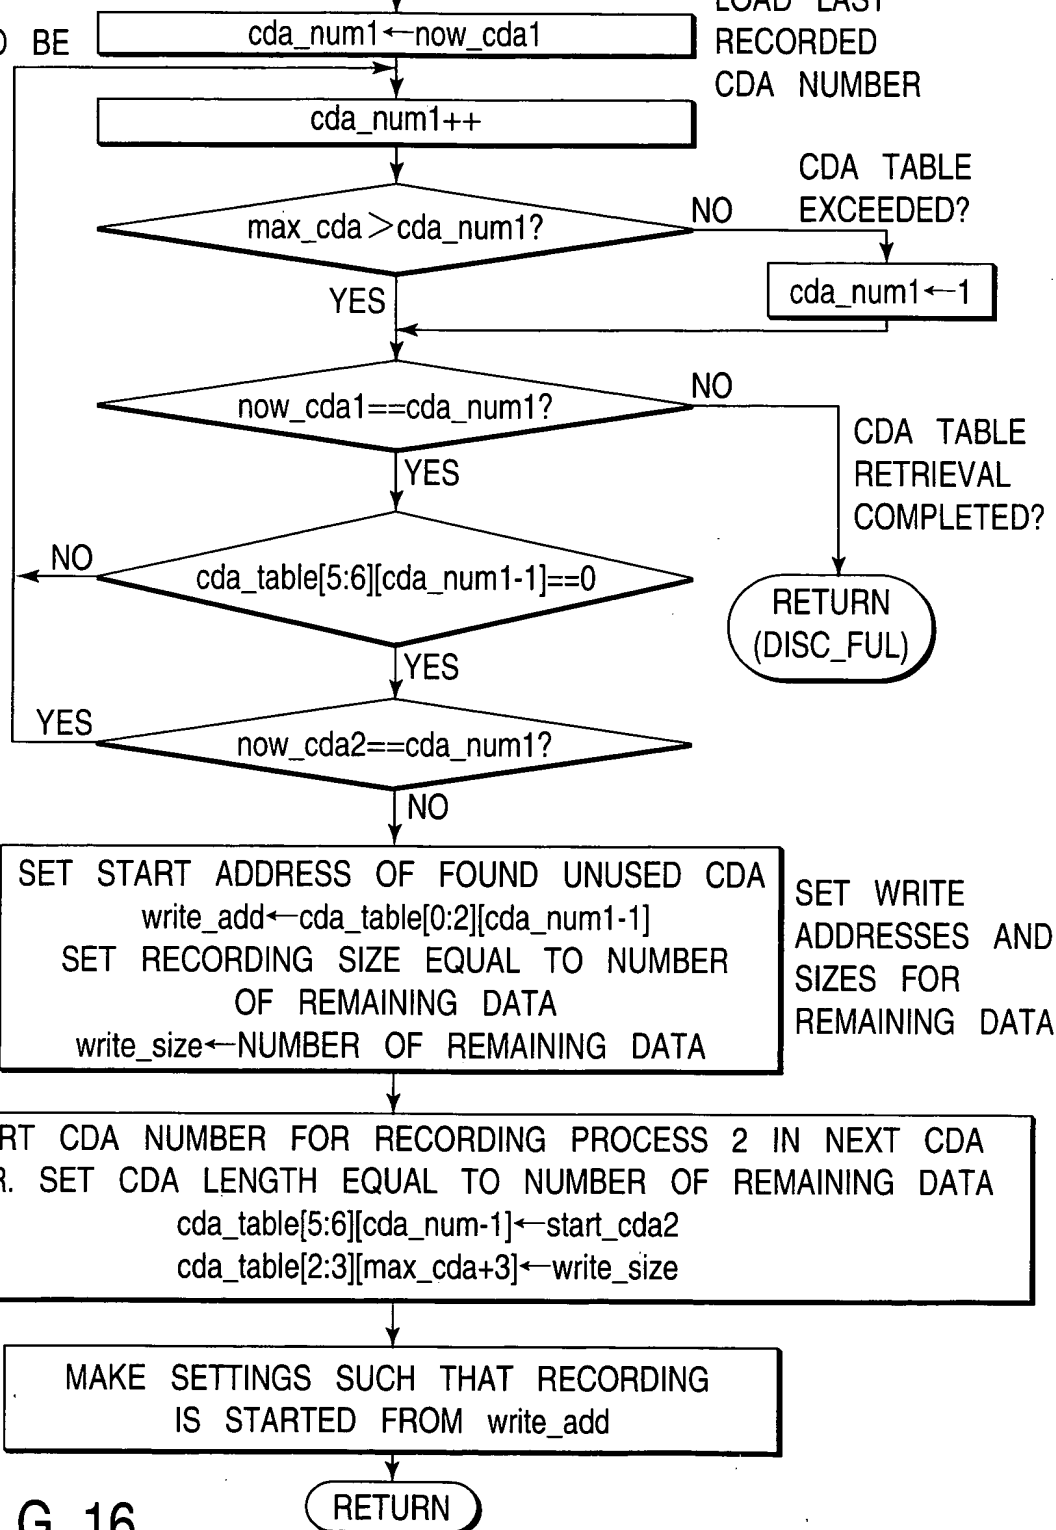 LOAD LAST
RECORDED
CDA NUMBER
O BE
cda_num1←now_cda1
cda_num1++
max_cda>cda_num1?
NO
CDA TABLE
EXCEEDED?
cda_num1←1
YES
now_cda1==cda_num1?
NO
CDA TABLE
RETRIEVAL
COMPLETED?
YES
cda_table[5:6][cda_num1-1]==0
NO
RETURN
(DISC_FUL)
YES
now_cda2==cda_num1?
YES
NO
SET START ADDRESS OF FOUND UNUSED CDA
write_add←cda_table[0:2][cda_num1-1]
SET RECORDING SIZE EQUAL TO NUMBER
OF REMAINING DATA
write_size←NUMBER OF REMAINING DATA
SET WRITE
ADDRESSES AND
SIZES FOR
REMAINING DATA
RT CDA NUMBER FOR RECORDING PROCESS 2 IN NEXT CDA
R. SET CDA LENGTH EQUAL TO NUMBER OF REMAINING DATA
cda_table[5:6][cda_num-1]←start_cda2
cda_table[2:3][max_cda+3]←write_size
MAKE SETTINGS SUCH THAT RECORDING
IS STARTED FROM write_add
RETURN
G. 16